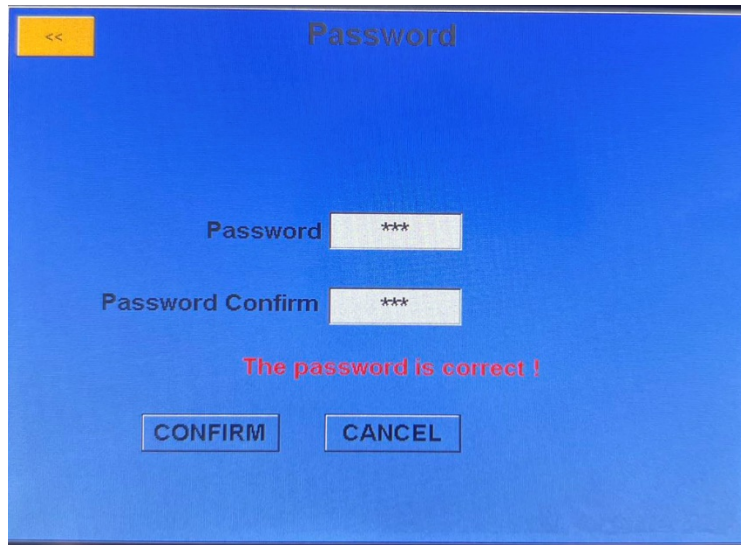 <<
Password
Password ***
Password Confirm ***
The password is correct !
CONFIRM CANCEL